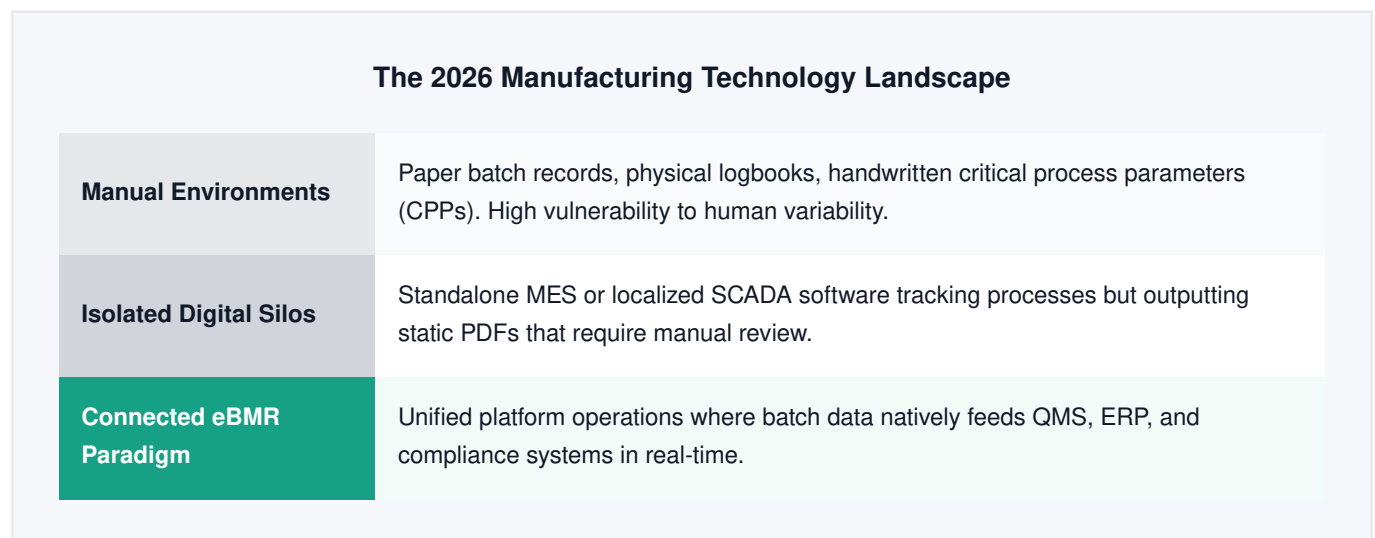 The 2026 Manufacturing Technology Landscape
Manual Environments
Paper batch records, physical logbooks, handwritten critical process parameters
(CPPs). High vulnerability to human variability.
Isolated Digital Silos
Standalone MES or localized SCADA software tracking processes but outputting
static PDFs that require manual review.
Connected eBMR
Paradigm
Unified platform operations where batch data natively feeds QMS, ERP, and
compliance systems in real-time.